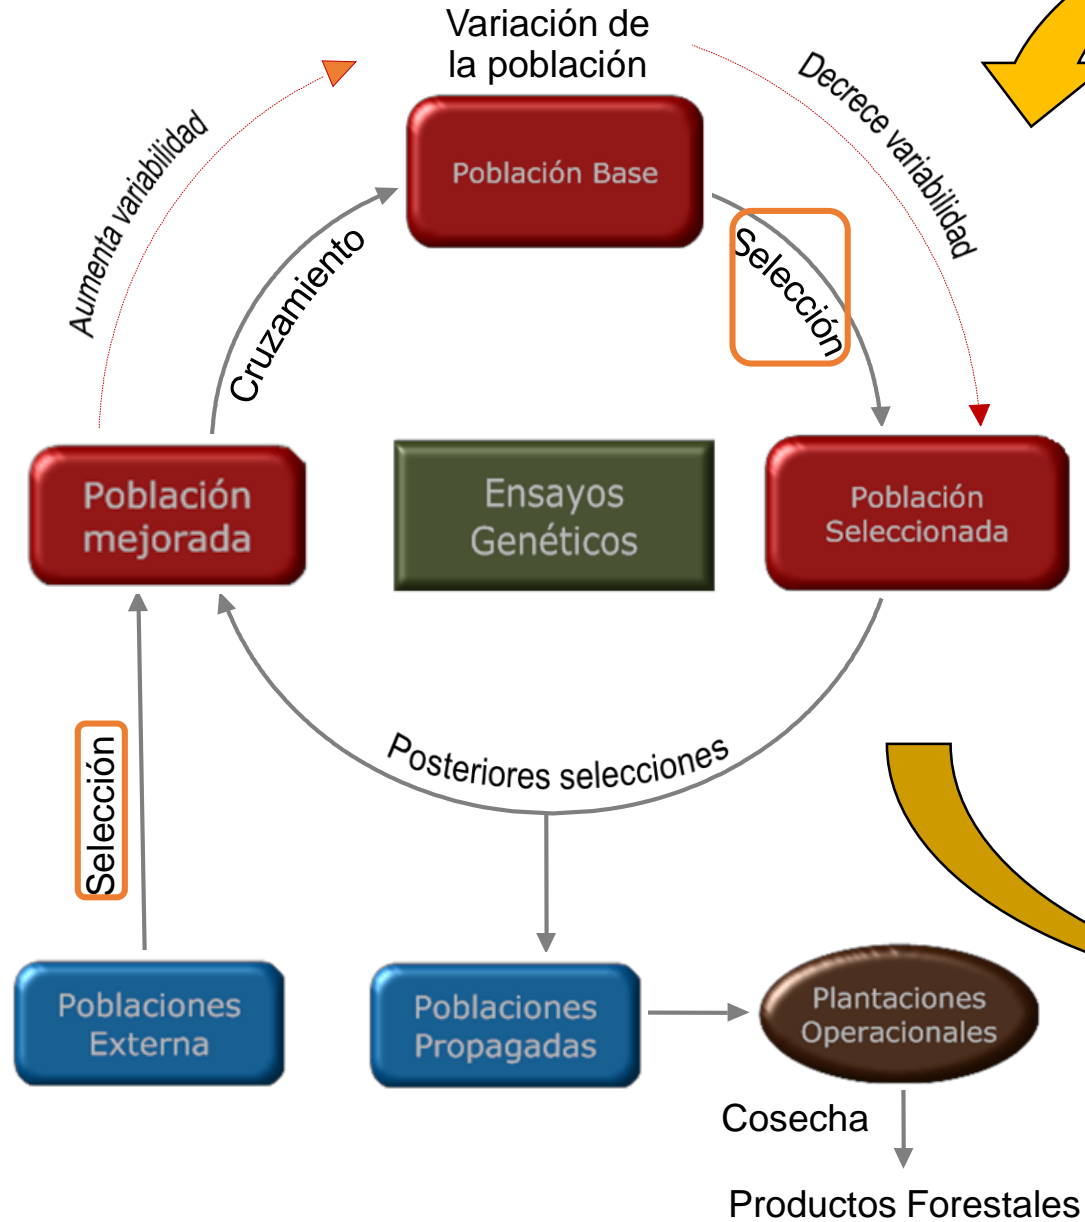 Variación de
la población
Aumenta variabilidad
Decrece variabilidad
Población Base
Cruzamiento
Selección
Población
mejorada
Ensayos
Genéticos
Población
Seleccionada
Posteriores selecciones
Selección
Poblaciones
Externa
Poblaciones
Propagadas
Plantaciones
Operacionales
Cosecha
Productos Forestales